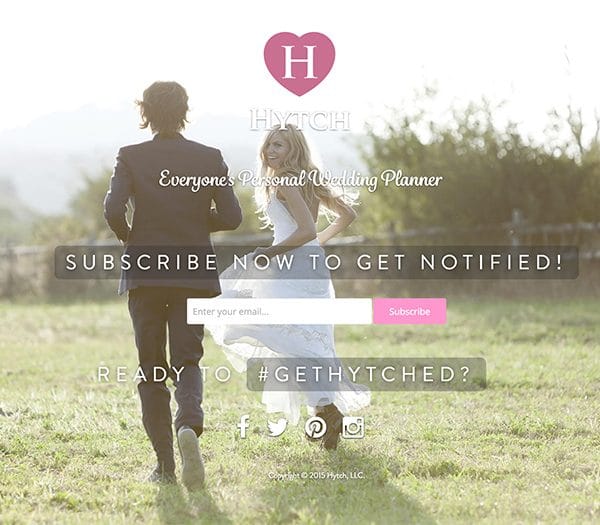 H
HYTCH
Everyone's Personal Wedding Planner
SUBSCRIBE NOW TO GET NOTIFIED!
Enter your email... Subscribe
READY TO #GETHYTCHED?
Copyright © 2015 Hytch, LLC.